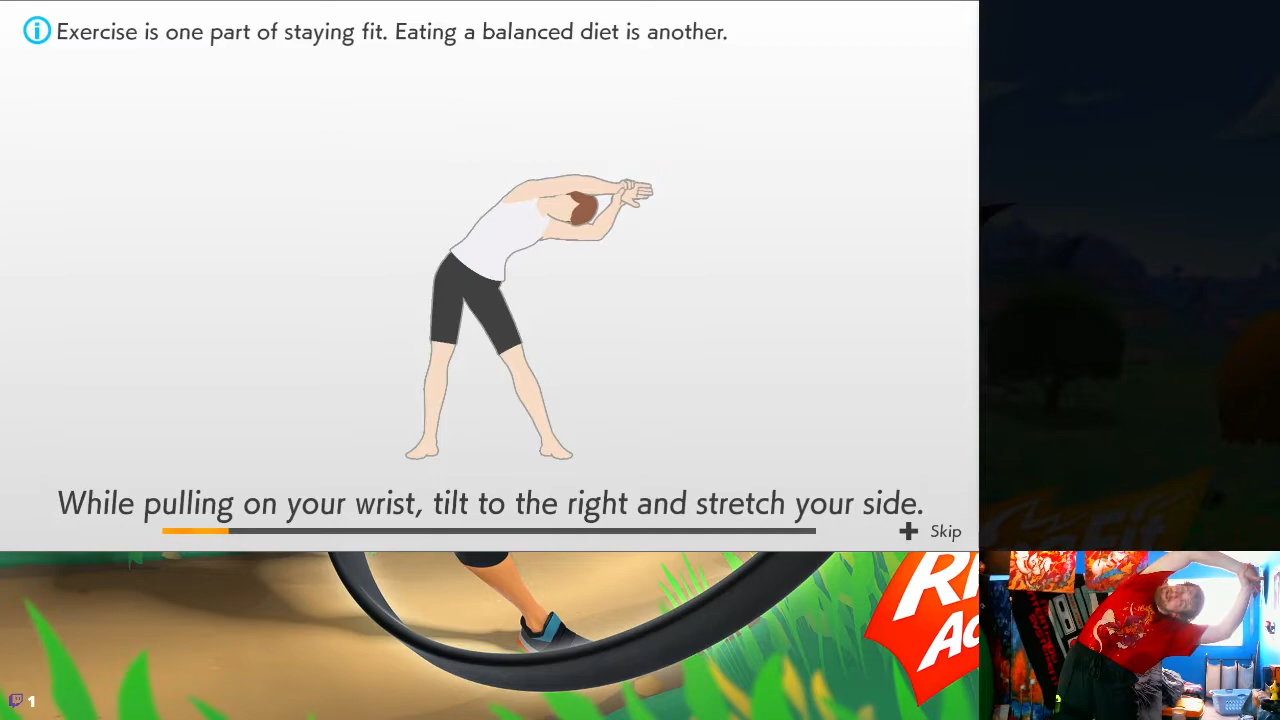 Exercise is one part of staying fit. Eating a balanced diet is another.
While pulling on your wrist, tilt to the right and stretch your side.
Skip
1